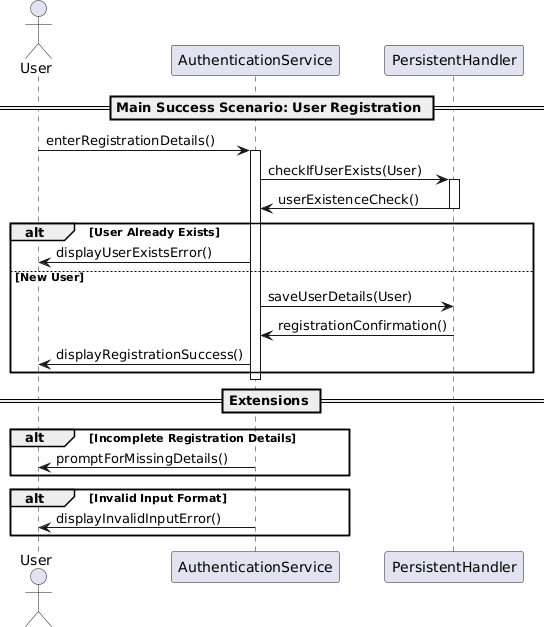 User
AuthenticationService
PersistentHandler
Main Success Scenario: User Registration
enterRegistrationDetails()
checkIfUserExists(User)
userExistenceCheck()
alt [User Already Exists]
displayUserExistsError()
[New User]
saveUserDetails(User)
registrationConfirmation()
displayRegistrationSuccess()
Extensions
alt [Incomplete Registration Details]
promptForMissingDetails()
alt [Invalid Input Format]
displayInvalidInputError()
User
AuthenticationService
PersistentHandler